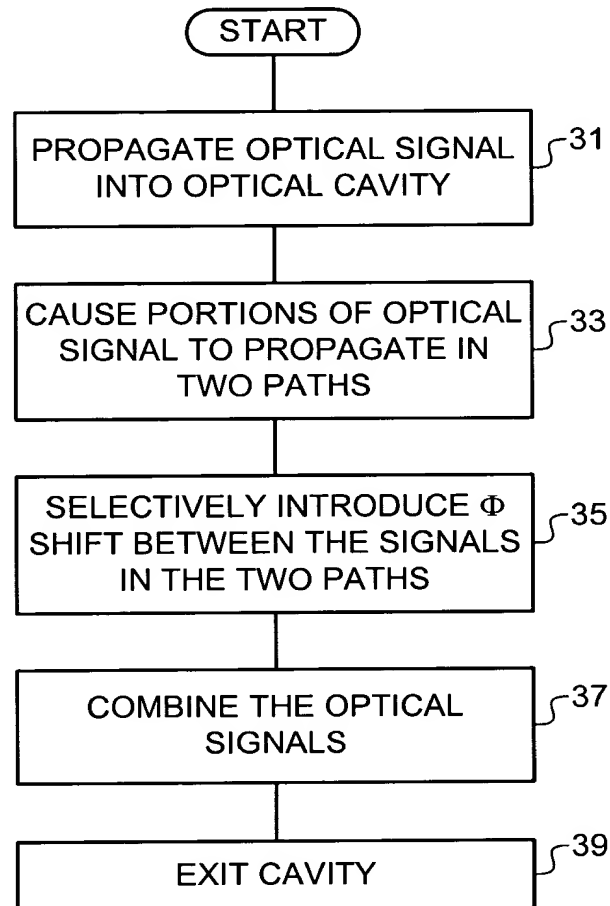 START
PROPAGATE OPTICAL SIGNAL
INTO OPTICAL CAVITY
31
CAUSE PORTIONS OF OPTICAL
SIGNAL TO PROPAGATE IN
TWO PATHS
33
SELECTIVELY INTRODUCE Φ
SHIFT BETWEEN THE SIGNALS
IN THE TWO PATHS
35
COMBINE THE OPTICAL
SIGNALS
37
EXIT CAVITY
39